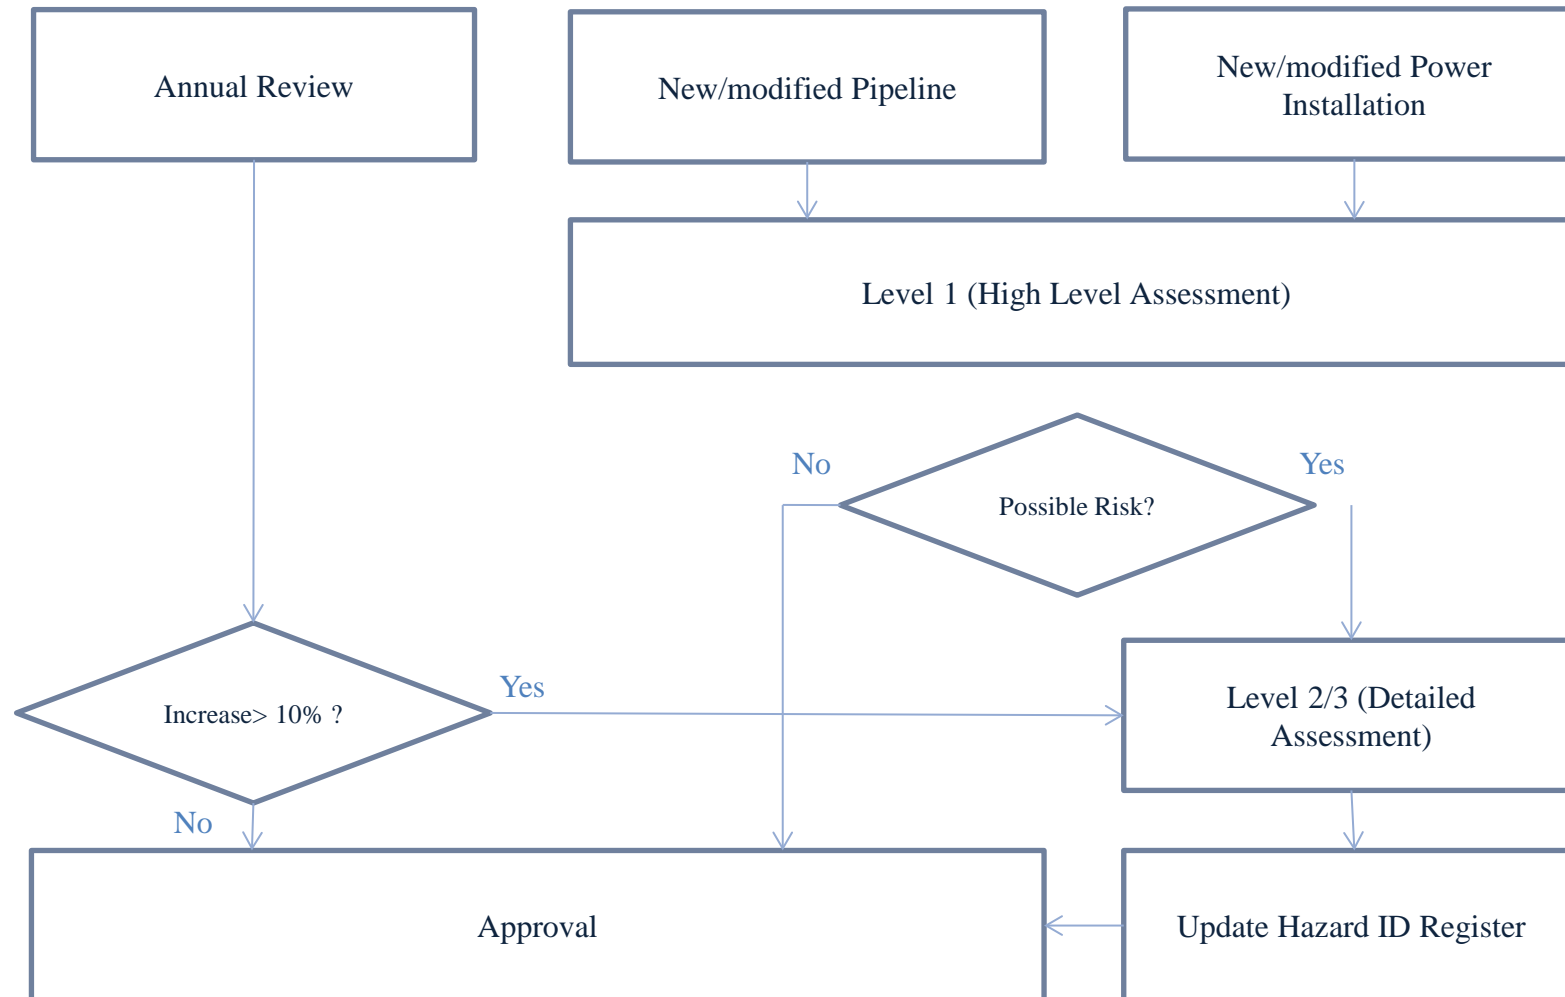 Annual Review
New/modified Pipeline
New/modified Power
Installation
Level 1 (High Level Assessment)
No
Yes
Possible Risk?
Yes
Increase> 10% ?
Level 2/3 (Detailed
Assessment)
No
Approval
Update Hazard ID Register